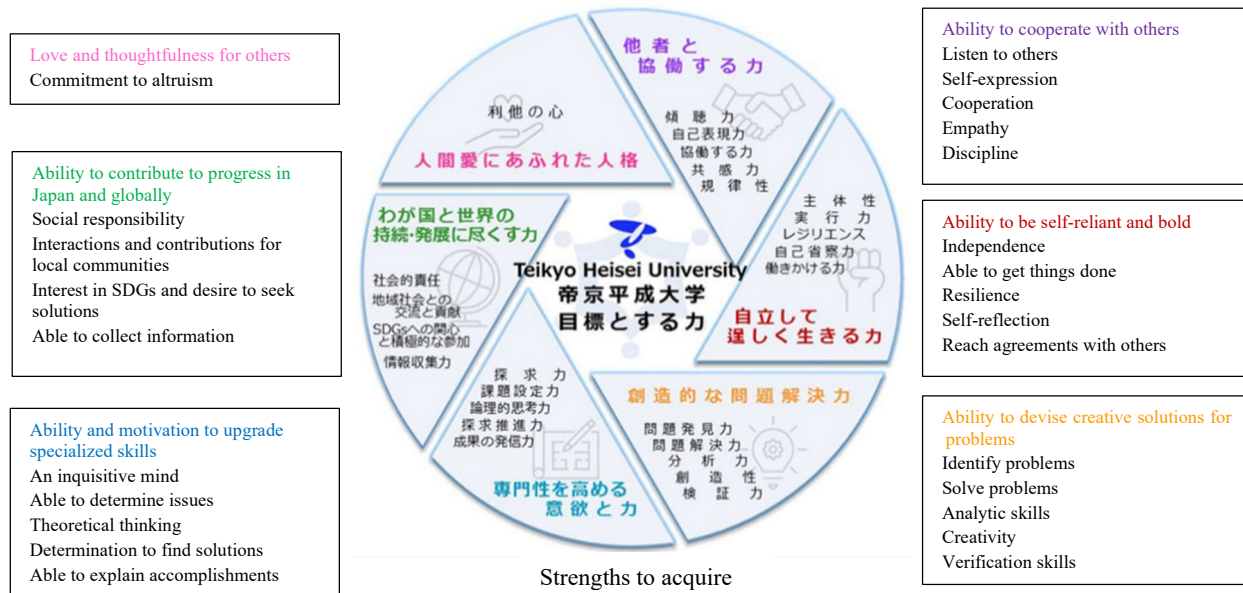 Love and thoughtfulness for others
Commitment to altruism
Ability to contribute to progress in
Japan and globally
Social responsibility
Interactions and contributions for
local communities
Interest in SDGs and desire to seek
solutions
Able to collect information
Ability and motivation to upgrade
specialized skills
An inquisitive mind
Able to determine issues
Theoretical thinking
Determination to find solutions
Able to explain accomplishments
他者と
協働する力
傾聴力
自己表現力
協働する力
共感力
規律性
利他の心
人間愛にあふれた人格
主体性
実行力
レジリエンス
自己省察力
働きかける力
自立して
逞しく生きる力
わが国と世界の
持続・発展に尽くす力
社会的責任
地域社会との
交流と貢献
SDGsへの関心
と積極的な参加
情報収集力
Teikyo Heisei University
帝京平成大学
目標とする力
探求力
課題設定力
論理的思考力
探求推進力
成果の発信力
専門性を高める
意欲と力
創造的な問題解決力
問題発見力
問題解決力
分析力
創造性
検証力
Strengths to acquire
Ability to cooperate with others
Listen to others
Self-expression
Cooperation
Empathy
Discipline
Ability to be self-reliant and bold
Independence
Able to get things done
Resilience
Self-reflection
Reach agreements with others
Ability to devise creative solutions for
problems
Identify problems
Solve problems
Analytic skills
Creativity
Verification skills